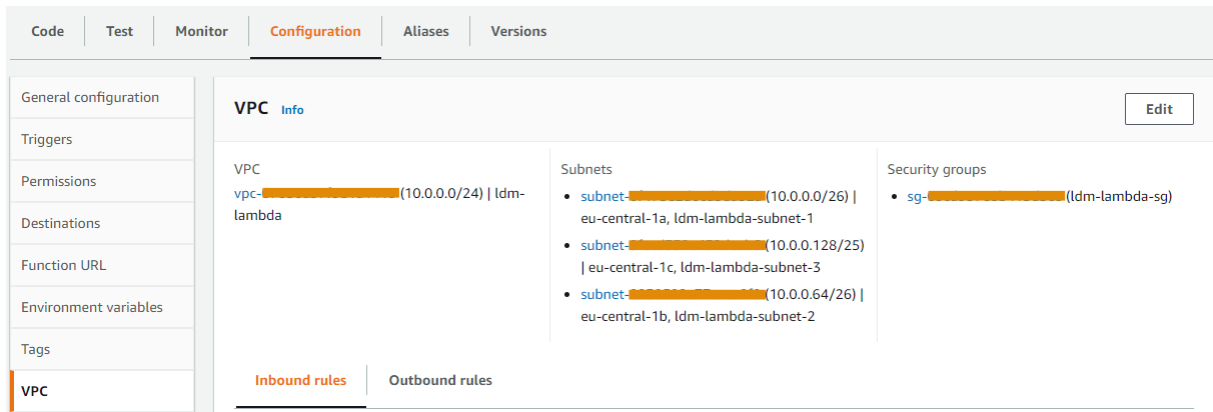 Code Test Monitor Configuration Aliases Versions
General configuration
Triggers
Permissions
Destinations
Function URL
Environment variables
Tags
VPC
VPC Info
Edit
VPC
vpc- (10.0.0.0/24) | ldm-
lambda
Subnets
• subnet- (10.0.0.0/26) |
eu-central-1a, ldm-lambda-subnet-1
• subnet- (10.0.0.128/25)
| eu-central-1c, ldm-lambda-subnet-3
• subnet- (10.0.0.64/26) |
eu-central-1b, ldm-lambda-subnet-2
Security groups
• sg- (ldm-lambda-sg)
Inbound rules Outbound rules